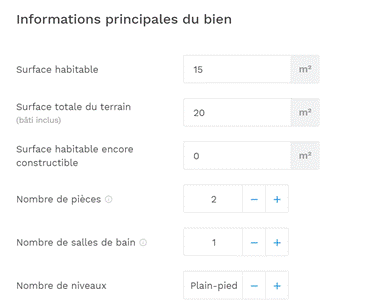 Informations principales du bien
Surface habitable 15 m²
Surface totale du terrain
(bâti inclus) 20 m²
Surface habitable encore
constructible 0 m²
Nombre de pièces 2 − +
Nombre de salles de bain 1 − +
Nombre de niveaux Plain-pied − +